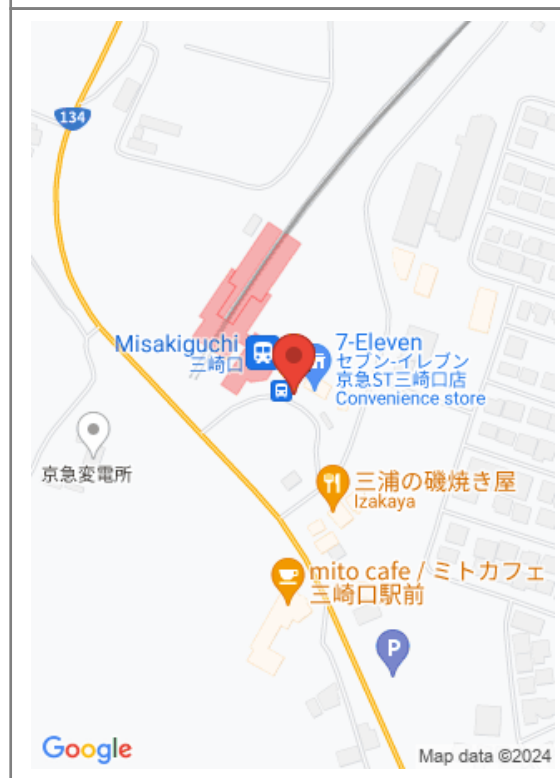 134
Misakiguchi
三崎口
7-Eleven
セブン-イレブン
京急ST三崎口店
Convenience store
京急変電所
三浦の磯焼き屋
Izakaya
mito cafe / ミトカフェ
三崎口駅前
P
Google
Map data ©2024